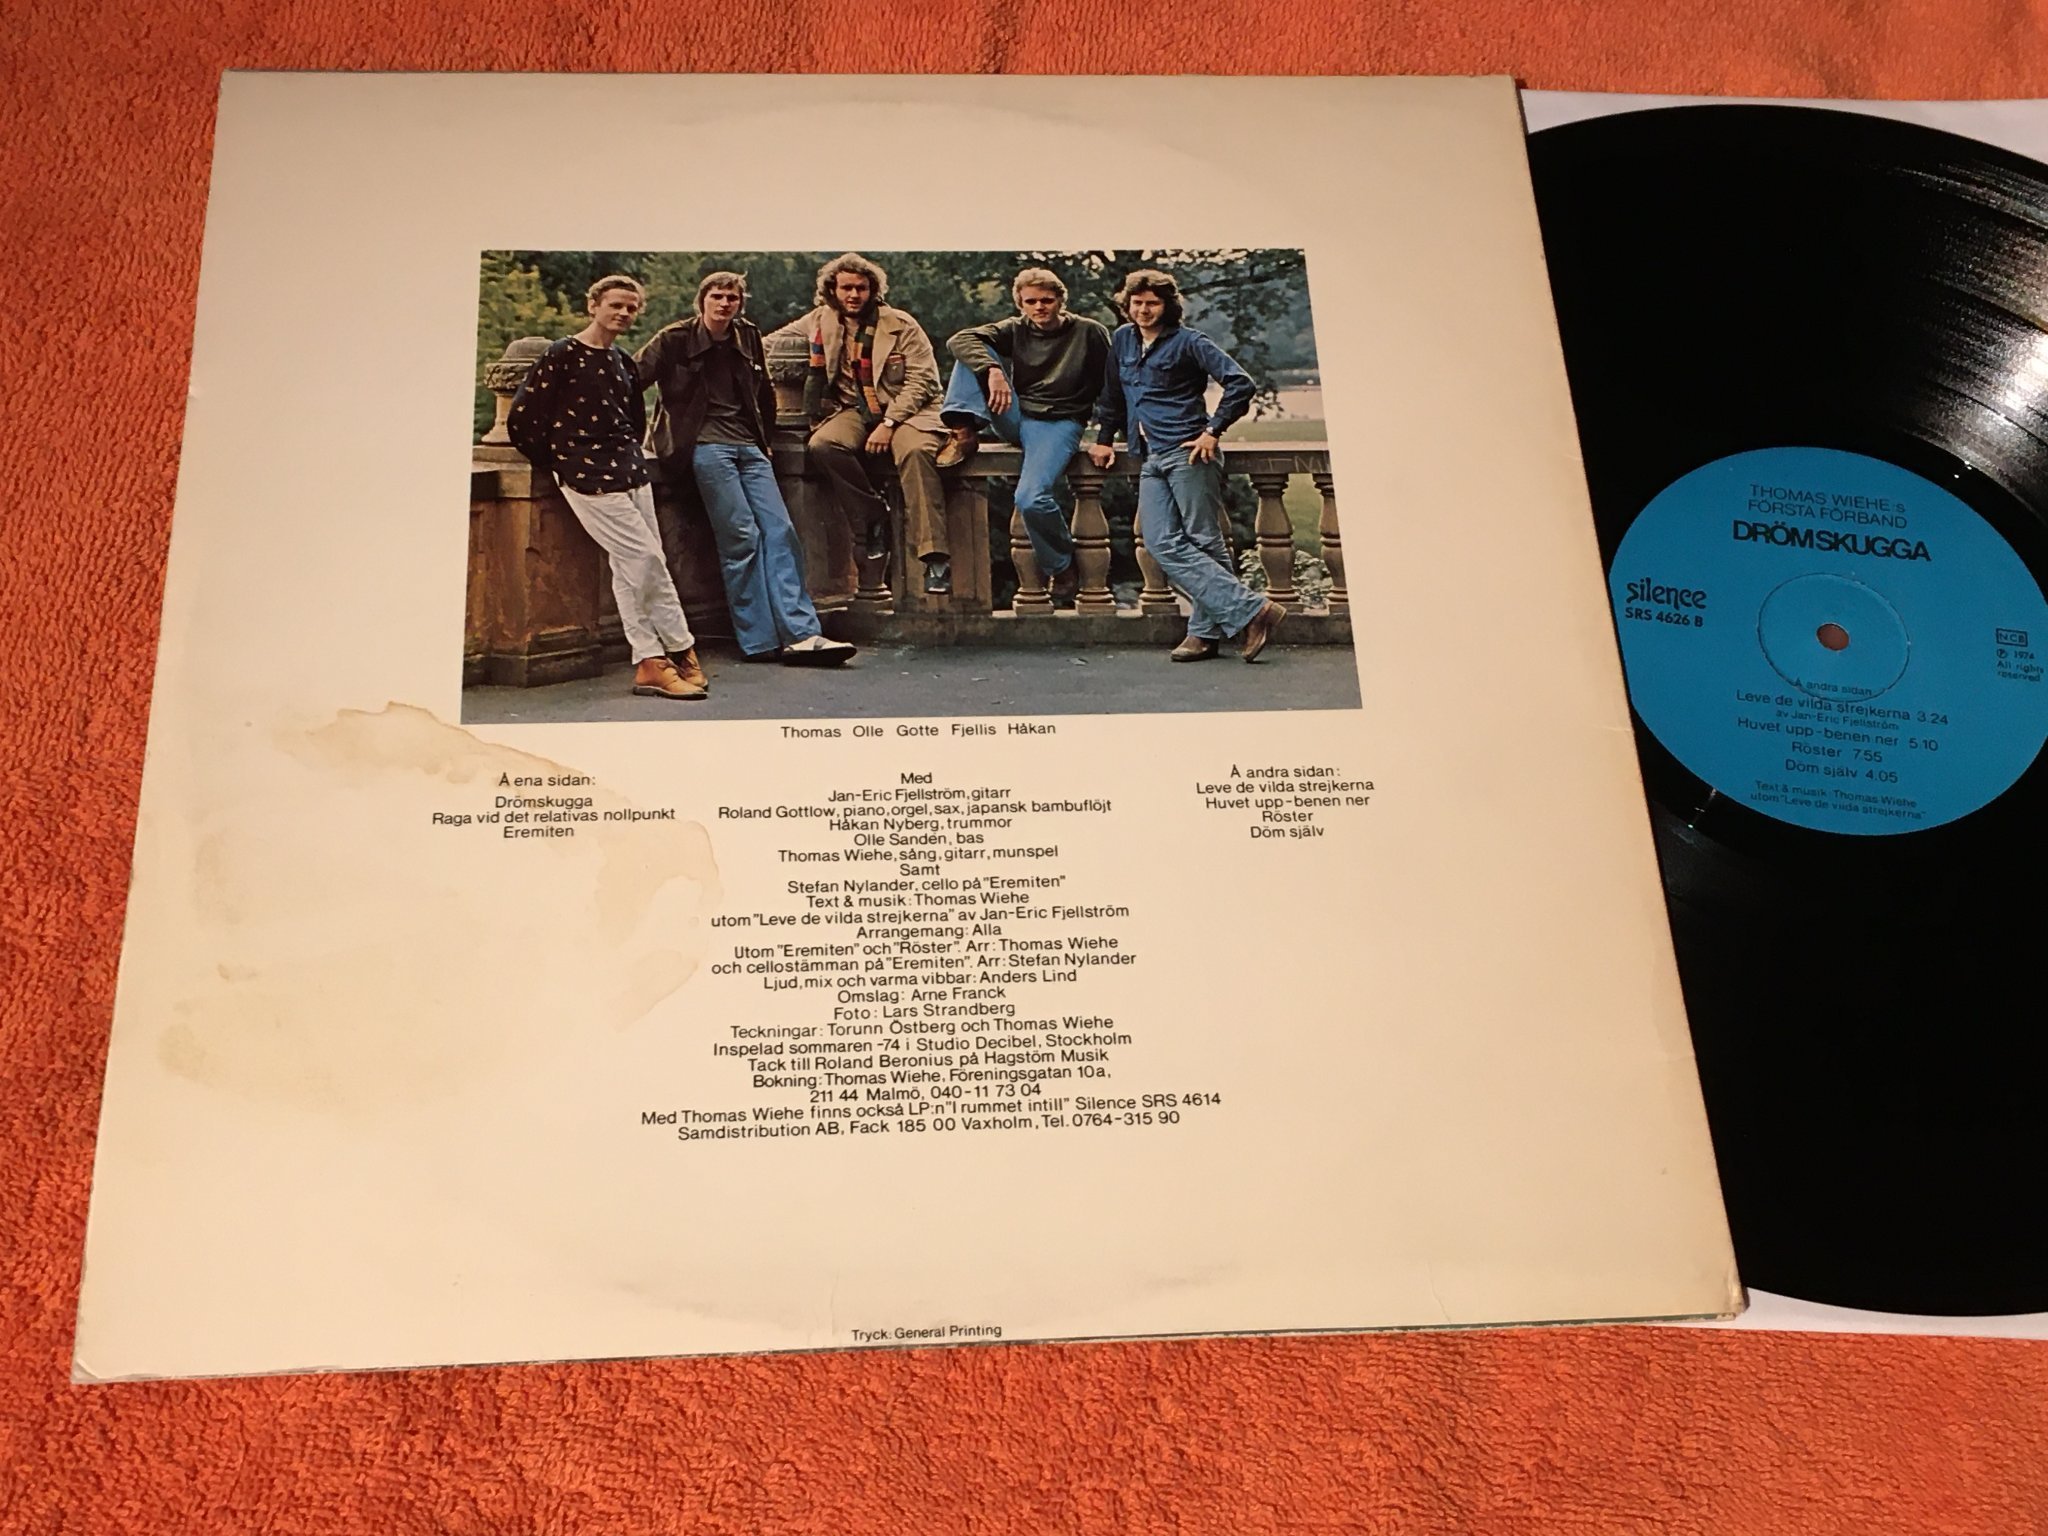 Thomas Olle Gotte Fjellis Håkan
Å ena sidan:
Drömskugga
Raga vid det relativas nollpunkt
Eremiten
Med
Jan-Eric Fjellström, gitarr
Roland Gottlow, piano, orgel, sax, japansk bambuflöjt
Håkan Nyberg, trummor
Olle Sandén, bas
Thomas Wiehe, sång, gitarr, munspel
Samt
Stefan Nylander, cello på "Eremiten"
Text & musik: Thomas Wiehe
utom "Leve de vilda strejkerna" av Jan-Eric Fjellström
Arrangemang: Alla
Utom "Eremiten" och "Röster". Arr: Thomas Wiehe
och cellostämman på "Eremiten". Arr: Stefan Nylander
Ljud, mix och varma vibbar: Anders Lind
Omslag: Arne Franck
Foto: Lars Strandberg
Teckningar: Torunn Östberg och Thomas Wiehe
Inspelad sommaren -74 i Studio Decibel, Stockholm
Tack till Roland Beronius på Hagstöm Musik
Bokning: Thomas Wiehe, Föreningsgatan 10a,
211 44 Malmö, 040-11 73 04
Med Thomas Wiehe finns också LP:n "I rummet intill" Silence SRS 4614
Samdistribution AB, Fack 185 00 Vaxholm, Tel. 0764-315 90
Å andra sidan:
Leve de vilda strejkerna
Huvet upp-benen ner
Röster
Döm själv
Tryck: General Printing
THOMAS WIEHE:s
FÖRSTA FÖRBAND
DRÖMSKUGGA
silence
SRS 4626 B
NCB
℗ 1974
All rights
reserved
Å andra sidan
Leve de vilda strejkerna 3.24
av Jan-Eric Fjellström
Huvet upp-benen ner 5.10
Röster 7.55
Döm själv 4.05
Text & musik: Thomas Wiehe
utom "Leve de vilda strejkerna"